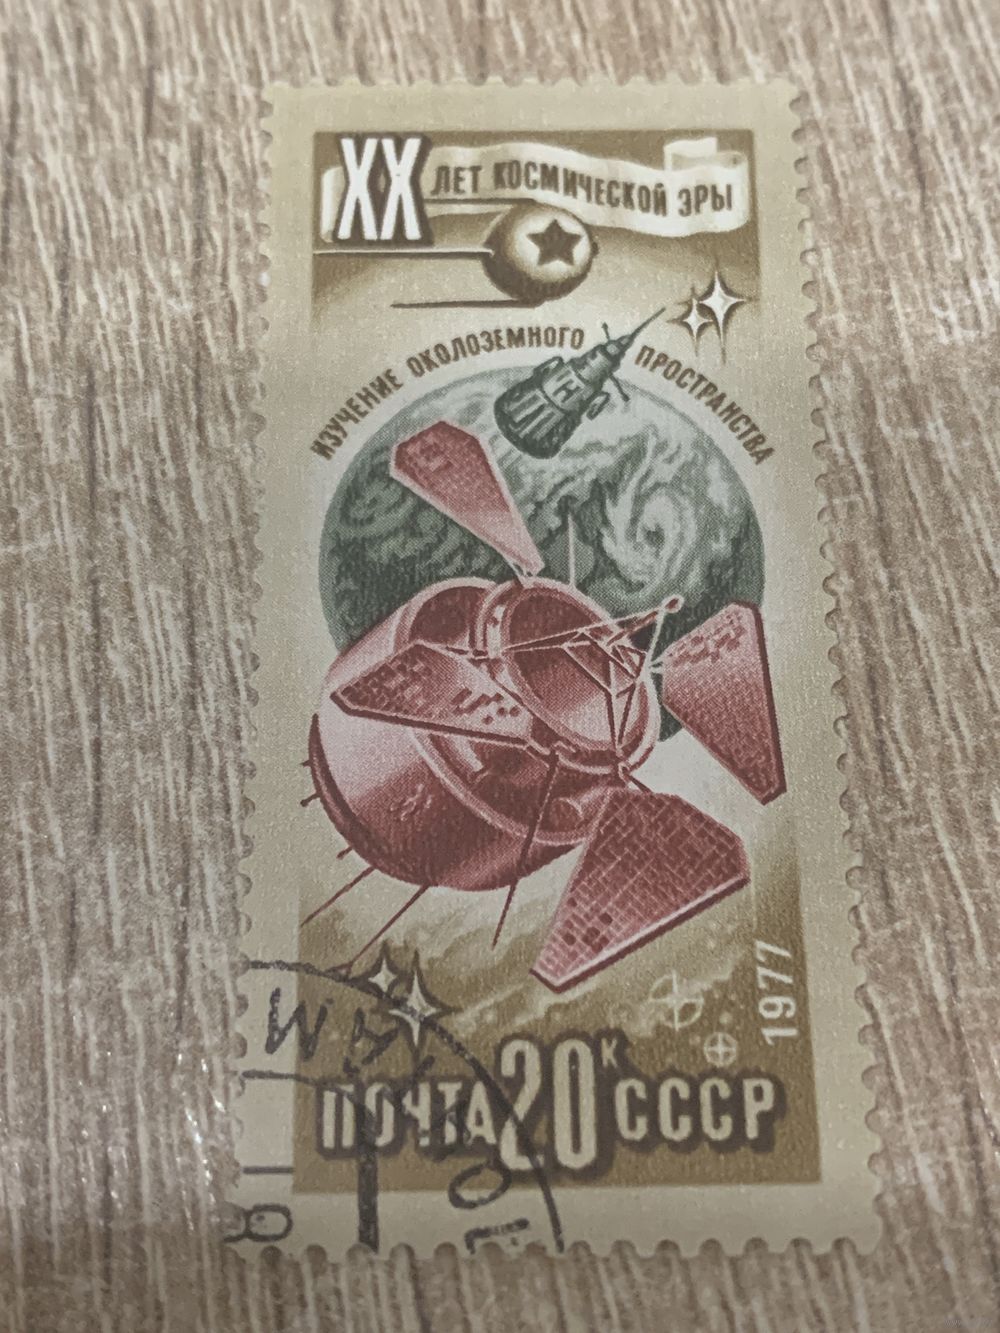 XX ЛЕТ КОСМИЧЕСКОЙ ЭРЫ
ИЗУЧЕНИЕ ОКОЛОЗЕМНОГО ПРОСТРАНСТВА
1977
ПОЧТА 20К СССР